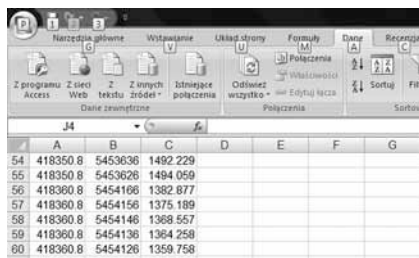 P 1 2 3
Narzędzia główne Wstawianie Układ strony Formuły Dane Recenzja
G V U M A C
Z programu Access Z sieci Web Z tekstu Z innych źródeł Istniejące połączenia
Odśwież wszystko Połączenia Właściwości Edytuj łącza
Sortuj
Dane zewnętrzne Połączenia
J4 fx
A B C D E F G
54 418350.8 5453636 1492.229
55 418350.8 5453626 1494.059
56 418360.8 5454166 1382.877
57 418360.8 5454156 1375.189
58 418360.8 5454146 1368.557
59 418360.8 5454136 1364.258
60 418360.8 5454126 1359.758